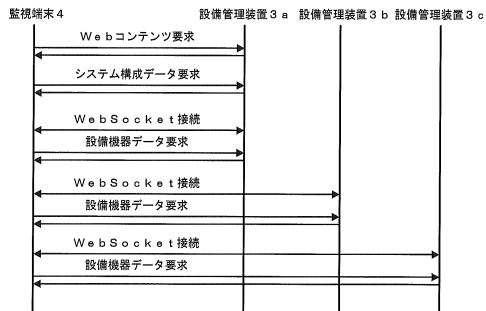 監視端末4 設備管理装置3a 設備管理装置3b 設備管理装置3c
Webコンテンツ要求
システム構成データ要求
WebSocket接続
設備機器データ要求
WebSocket接続
設備機器データ要求
WebSocket接続
設備機器データ要求